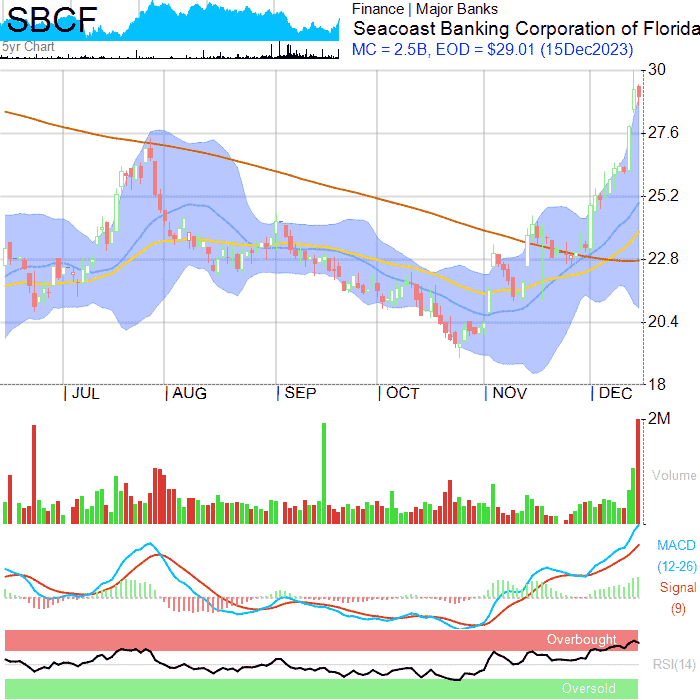 SBCF
5yr Chart
Finance | Major Banks
Seacoast Banking Corporation of Florida
MC = 2.5B, EOD = $29.01 (15Dec2023)
30
27.6
25.2
22.8
20.4
18
JUL AUG SEP OCT NOV DEC
2M
Volume
MACD
(12-26)
Signal
(9)
Overbought
RSI(14)
Oversold